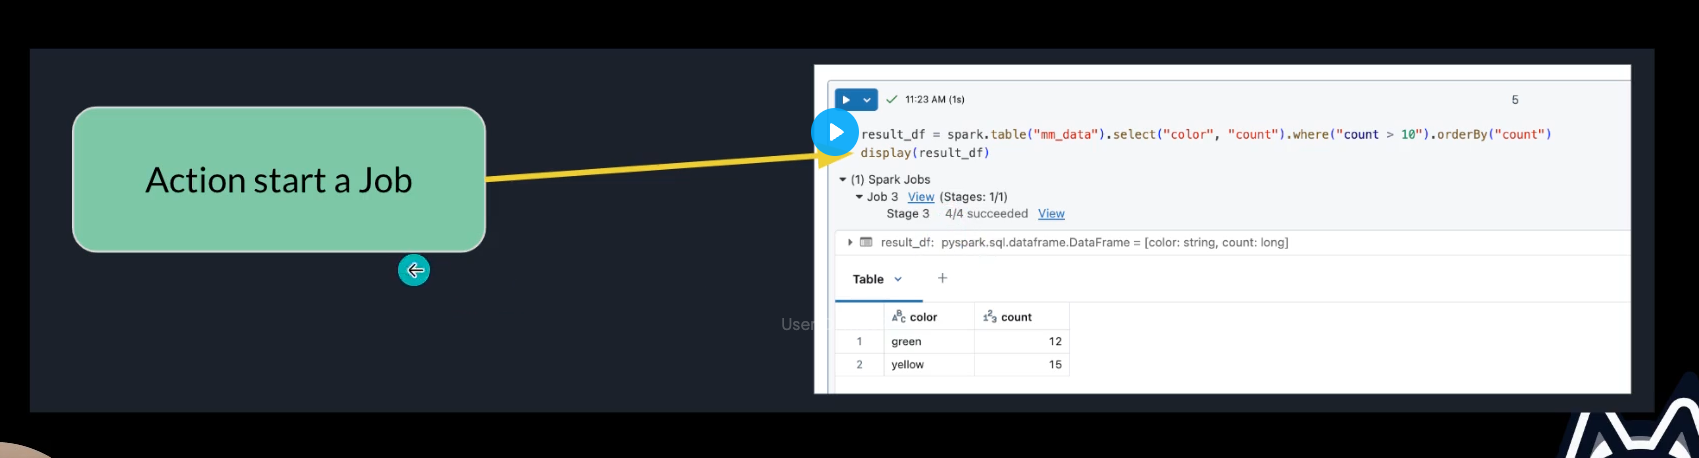 Action start a Job
11:23 AM (1s)
5
result_df = spark.table("mm_data").select("color", "count").where("count > 10").orderBy("count")
display(result_df)
(1) Spark Jobs
Job 3 View (Stages: 1/1)
Stage 3 4/4 succeeded View
result_df: pyspark.sql.dataframe.DataFrame = [color: string, count: long]
Table +
ABC color 123 count
1 green 12
2 yellow 15
User